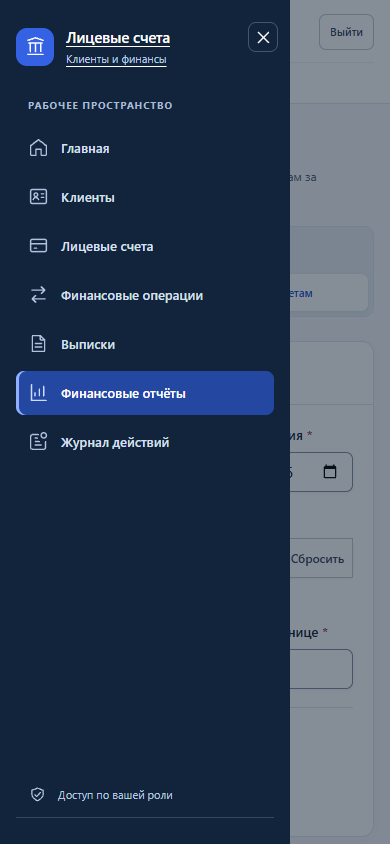 Лицевые счета
Клиенты и финансы
Выйти
РАБОЧЕЕ ПРОСТРАНСТВО
Главная
Клиенты
Лицевые счета
Финансовые операции
Выписки
Финансовые отчёты
Журнал действий
за
*
Сбросить
*
Доступ по вашей роли